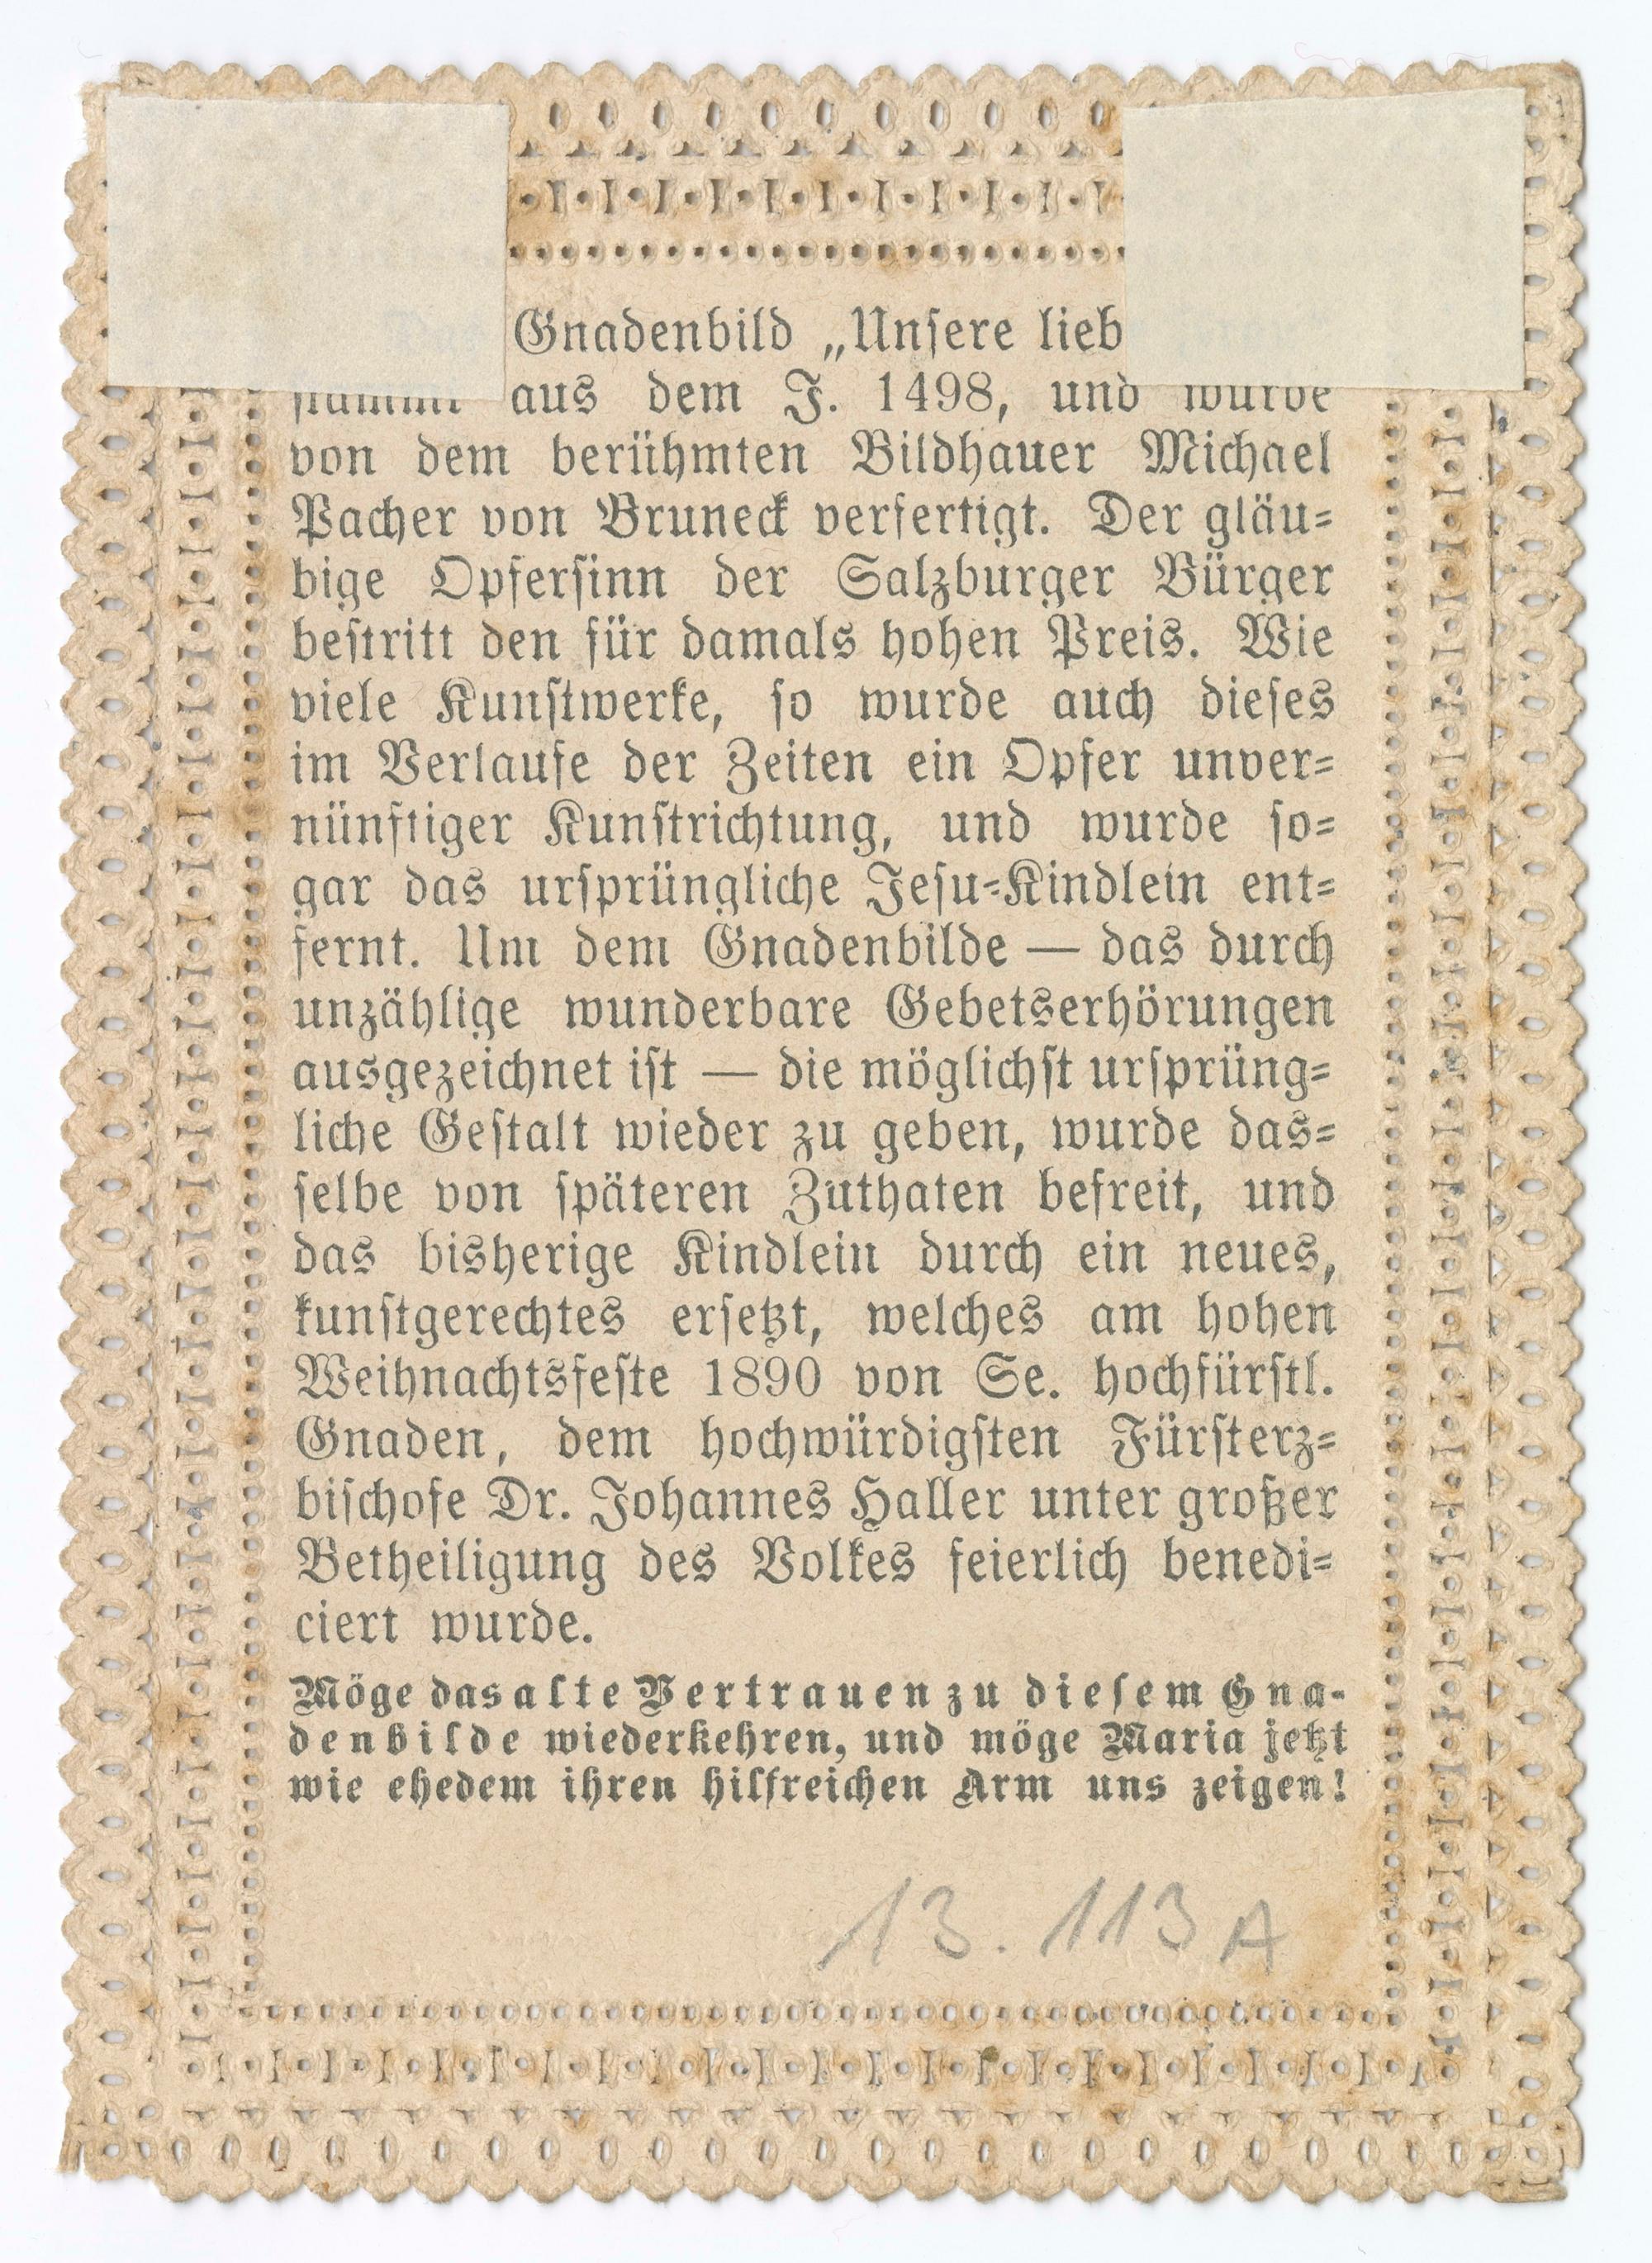 Gnadenbild „Unsere lieb
stammt aus dem J. 1498, und wurde
von dem berühmten Bildhauer Michael
Pacher von Bruneck verfertigt. Der gläu=
bige Opfersinn der Salzburger Bürger
bestritt den für damals hohen Preis. Wie
viele Kunstwerke, so wurde auch dieses
im Verlaufe der Zeiten ein Opfer unver=
nünftiger Kunstrichtung, und wurde so=
gar das ursprüngliche Jesu=Kindlein ent=
fernt. Um dem Gnadenbilde — das durch
unzählige wunderbare Gebetserhörungen
ausgezeichnet ist — die möglichst ursprüng=
liche Gestalt wieder zu geben, wurde das=
selbe von späteren Zuthaten befreit, und
das bisherige Kindlein durch ein neues,
kunstgerechtes ersetzt, welches am hohen
Weihnachtsfeste 1890 von Se. hochfürstl.
Gnaden, dem hochwürdigsten Fürsterz=
bischofe Dr. Johannes Haller unter großer
Betheiligung des Volkes feierlich benedi=
ciert wurde.
Möge das alte Vertrauen zu diesem Gna-
denbilde wiederkehren, und möge Maria jetzt
wie ehedem ihren hilfreichen Arm uns zeigen!
13. 113 A